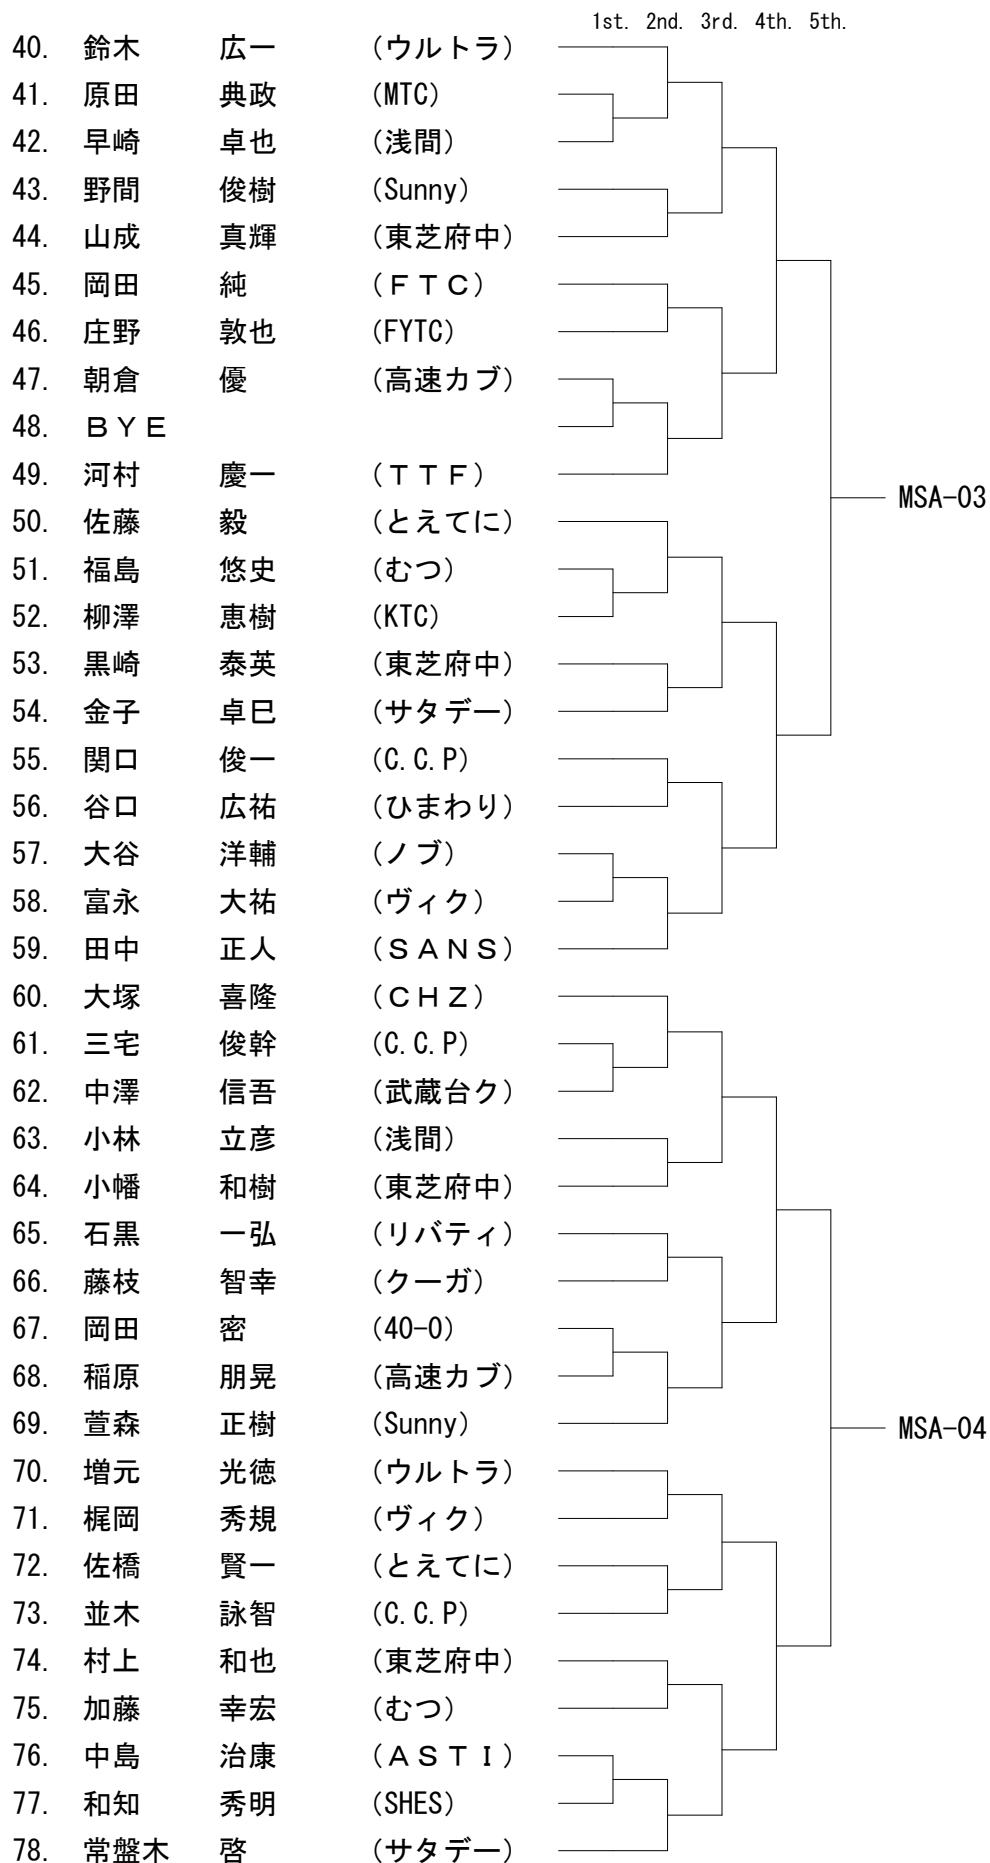 1st. 2nd. 3rd. 4th. 5th.
40. 鈴木 広一 (ウルトラ)
41. 原田 典政 (MTC)
42. 早崎 卓也 (浅間)
43. 野間 俊樹 (Sunny)
44. 山成 真輝 (東芝府中)
45. 岡田 純 (ＦＴＣ)
46. 庄野 敦也 (FYTC)
47. 朝倉 優 (高速カブ)
48. ＢＹＥ
49. 河村 慶一 (ＴＴＦ)
MSA-03
50. 佐藤 毅 (とえてに)
51. 福島 悠史 (むつ)
52. 柳澤 恵樹 (KTC)
53. 黒崎 泰英 (東芝府中)
54. 金子 卓巳 (サタデー)
55. 関口 俊一 (C.C.P)
56. 谷口 広祐 (ひまわり)
57. 大谷 洋輔 (ノブ)
58. 富永 大祐 (ヴィク)
59. 田中 正人 (ＳＡＮＳ)
60. 大塚 喜隆 (ＣＨＺ)
61. 三宅 俊幹 (C.C.P)
62. 中澤 信吾 (武蔵台ク)
63. 小林 立彦 (浅間)
64. 小幡 和樹 (東芝府中)
65. 石黒 一弘 (リバティ)
66. 藤枝 智幸 (クーガ)
67. 岡田 密 (40-0)
68. 稲原 朋晃 (高速カブ)
69. 萱森 正樹 (Sunny)
MSA-04
70. 増元 光徳 (ウルトラ)
71. 梶岡 秀規 (ヴィク)
72. 佐橋 賢一 (とえてに)
73. 並木 詠智 (C.C.P)
74. 村上 和也 (東芝府中)
75. 加藤 幸宏 (むつ)
76. 中島 治康 (ＡＳＴＩ)
77. 和知 秀明 (SHES)
78. 常盤木 啓 (サタデー)